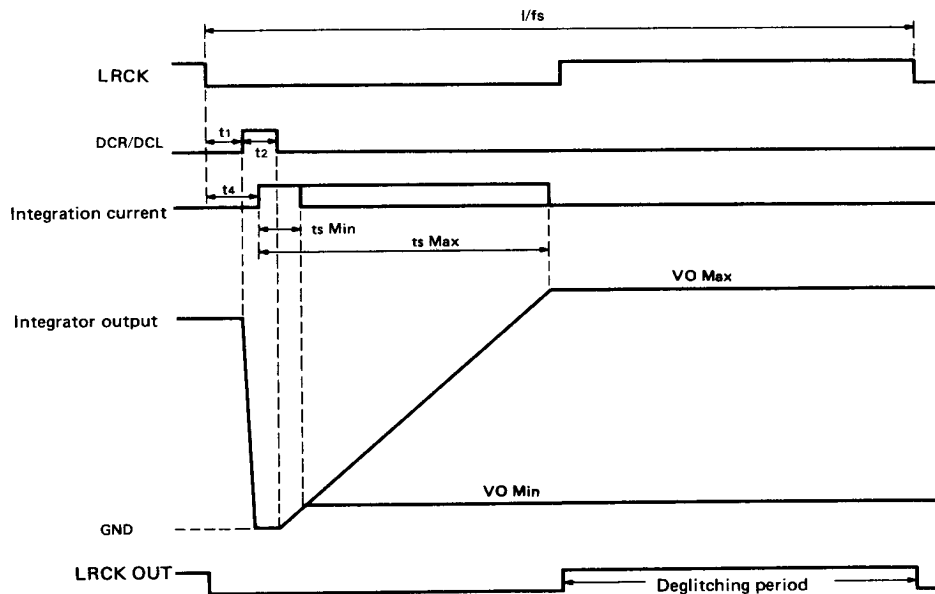 I/fs
LRCK
DCR/DCL
t1
t2
t4
Integration current
ts Min
ts Max
VO Max
Integrator output
VO Min
GND
LRCK OUT
Deglitching period